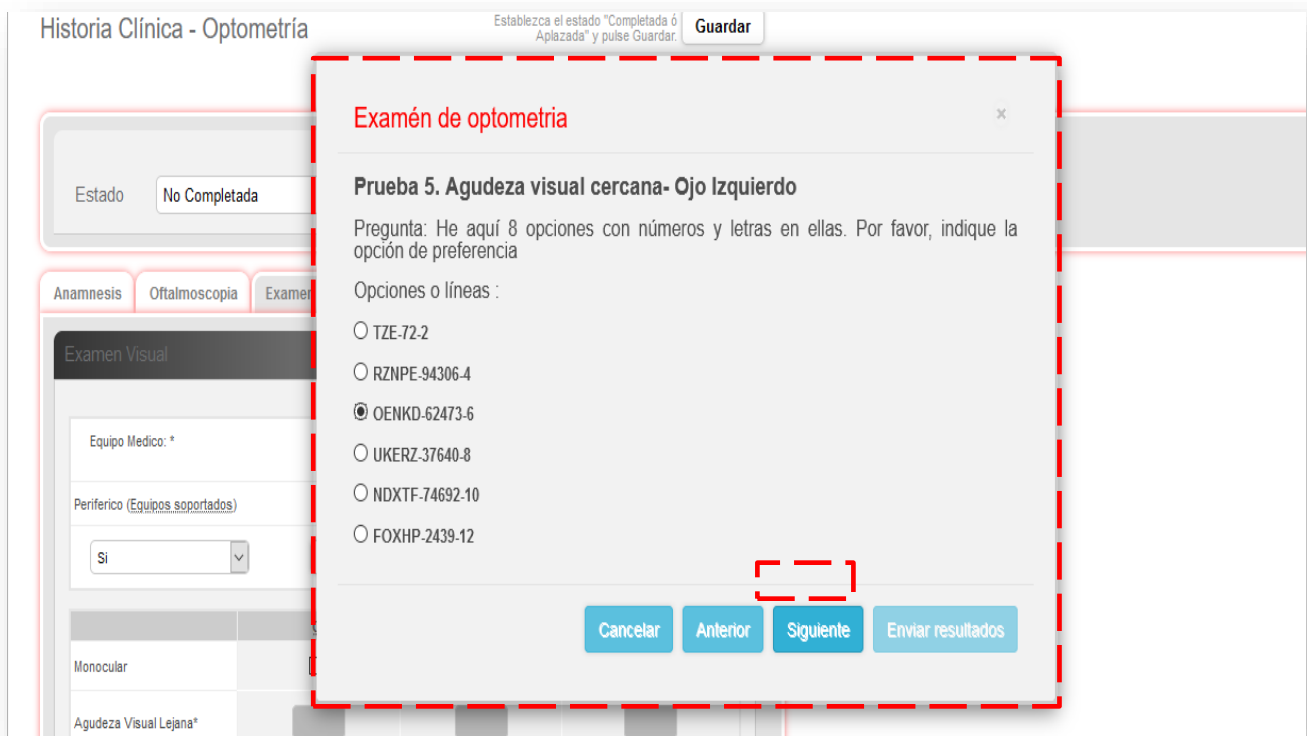 Historia Clínica - Optometría
Establezca el estado "Completada ó
Aplazada" y pulse Guardar.
Guardar
Examén de optometria
×
Estado
No Completada
Prueba 5. Agudeza visual cercana- Ojo Izquierdo
Pregunta: He aquí 8 opciones con números y letras en ellas. Por favor, indique la
opción de preferencia
Anamnesis
Oftalmoscopia
Examen
Opciones o líneas :
TZE-72-2
Examen Visual
RZNPE-94306-4
OENKD-62473-6
Equipo Medico: *
UKERZ-37640-8
Periferico (Equipos soportados)
NDXTF-74692-10
FOXHP-2439-12
Si
Cancelar
Anterior
Siguiente
Enviar resultados
Monocular
Agudeza Visual Lejana*